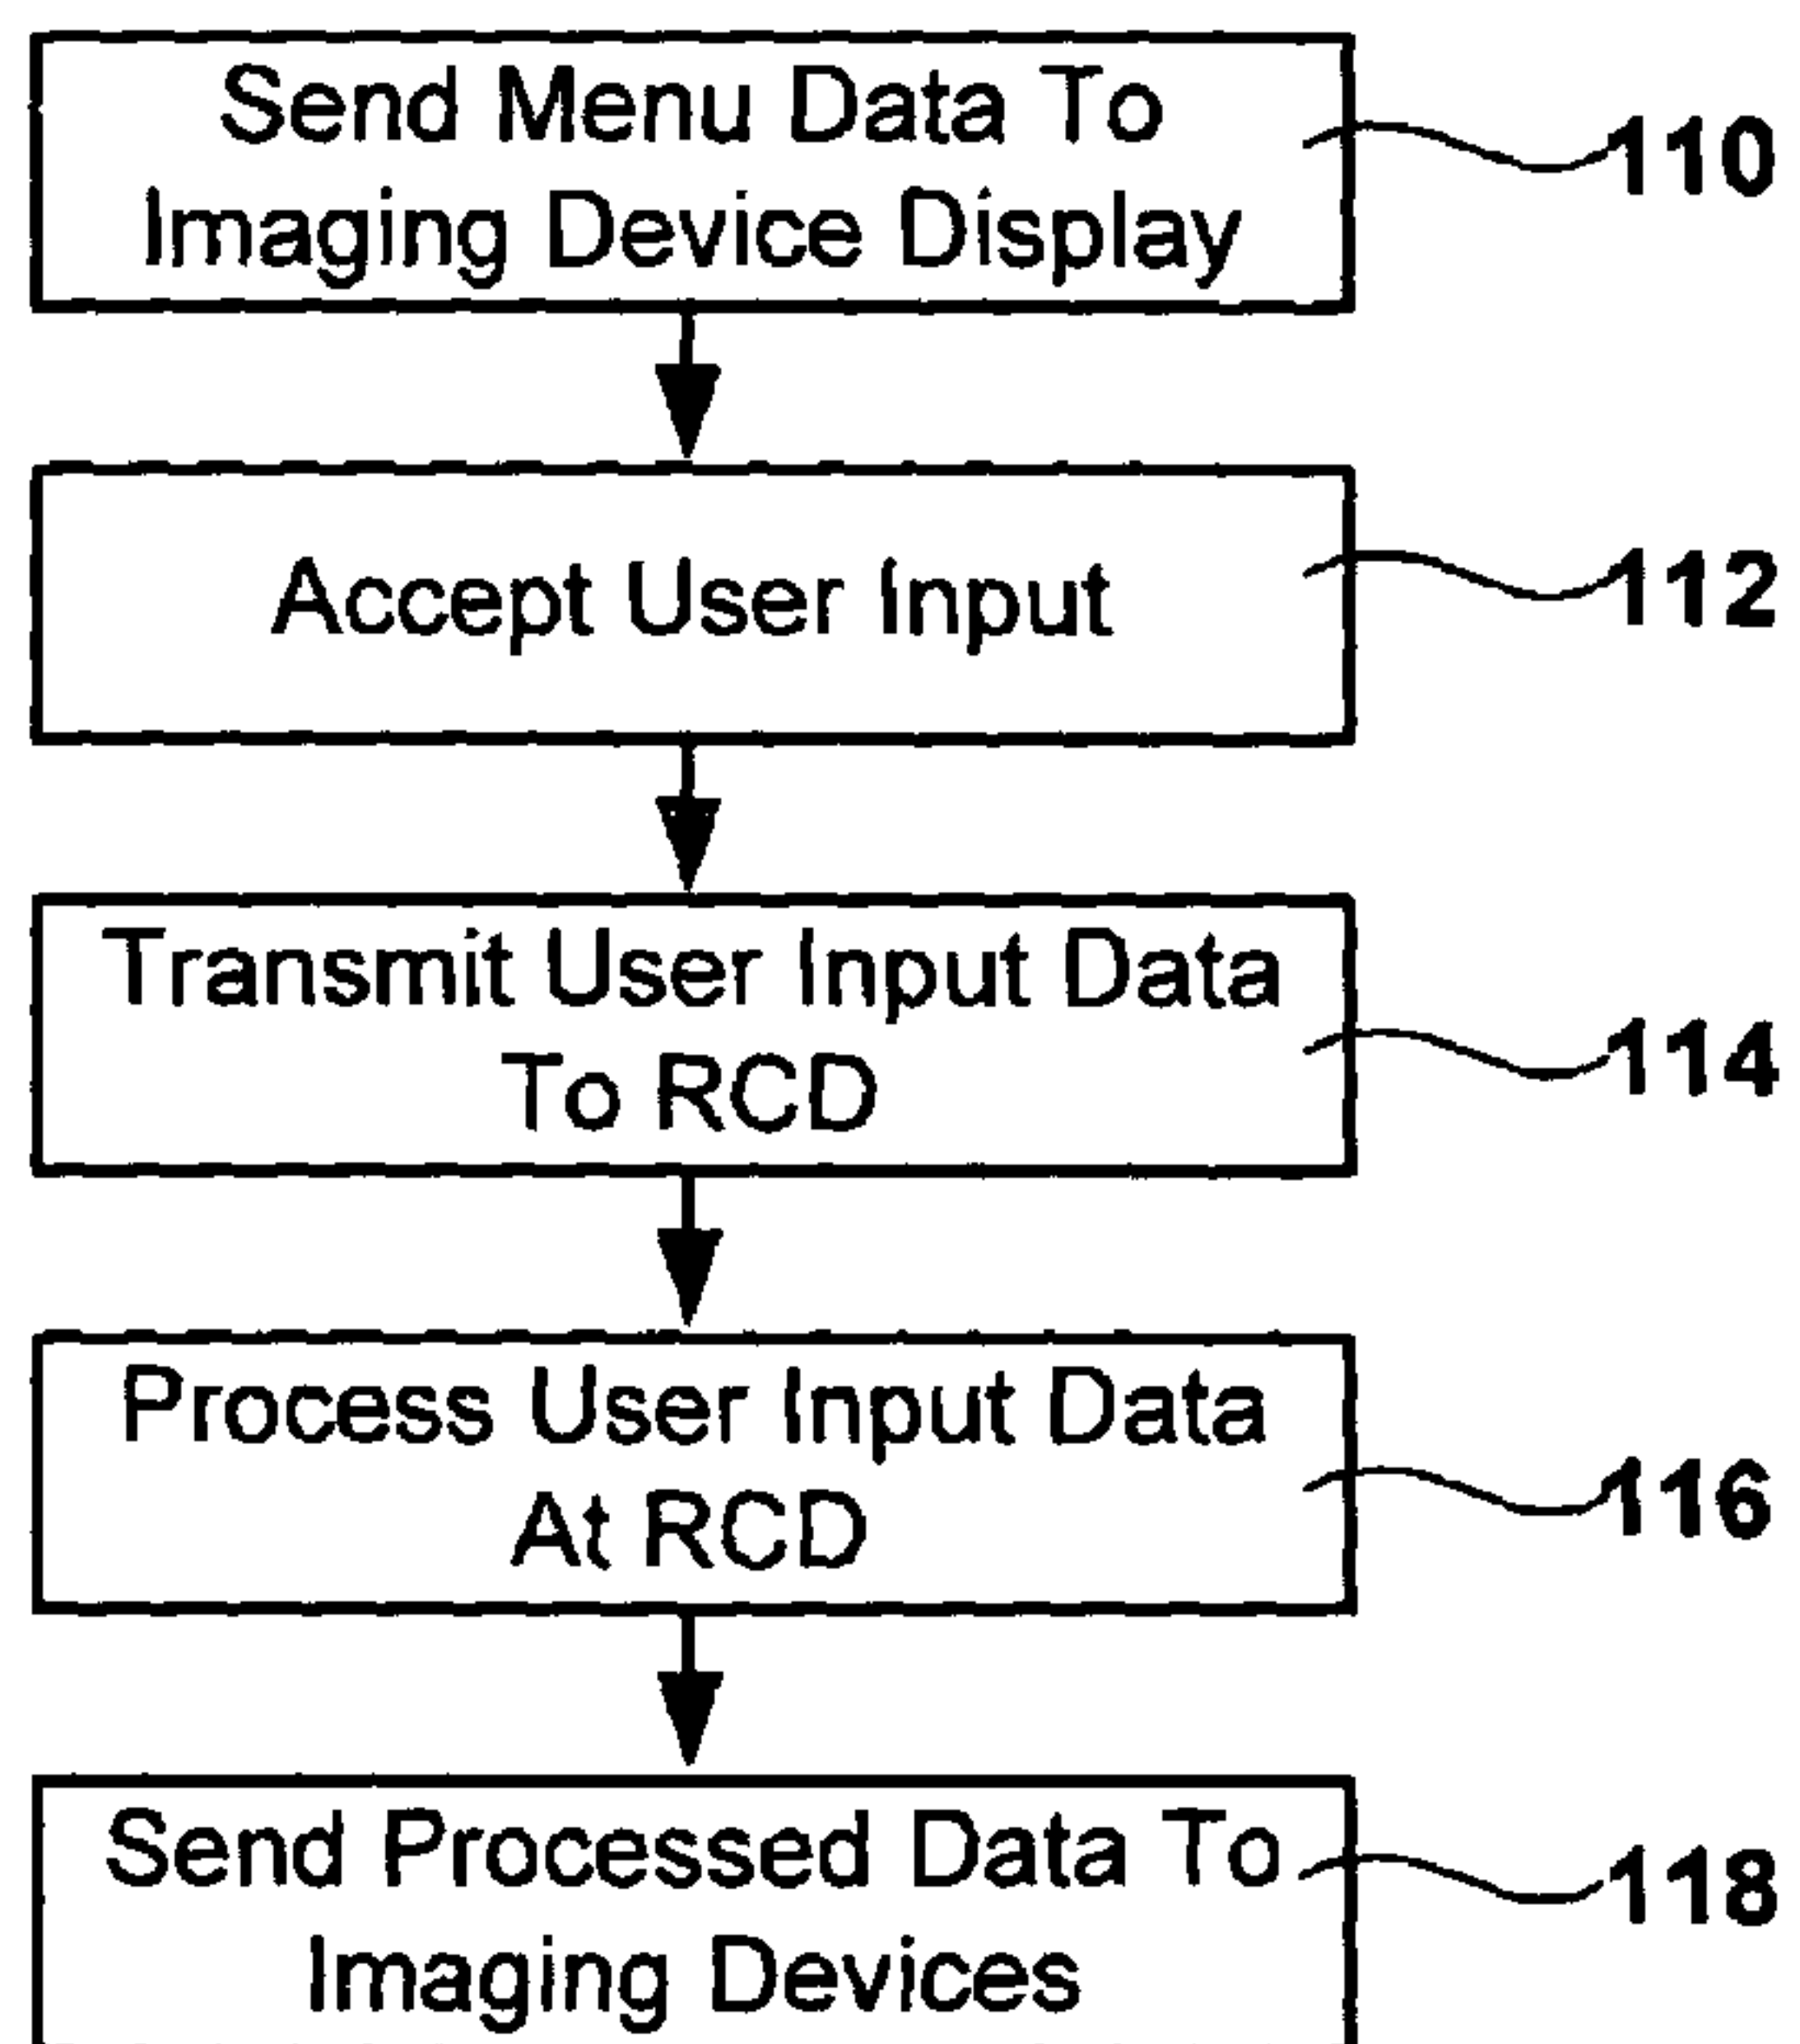 Send Menu Data To
Imaging Device Display
110
Accept User Input
112
Transmit User Input Data
To RCD
114
Process User Input Data
At RCD
116
Send Processed Data To
Imaging Devices
118